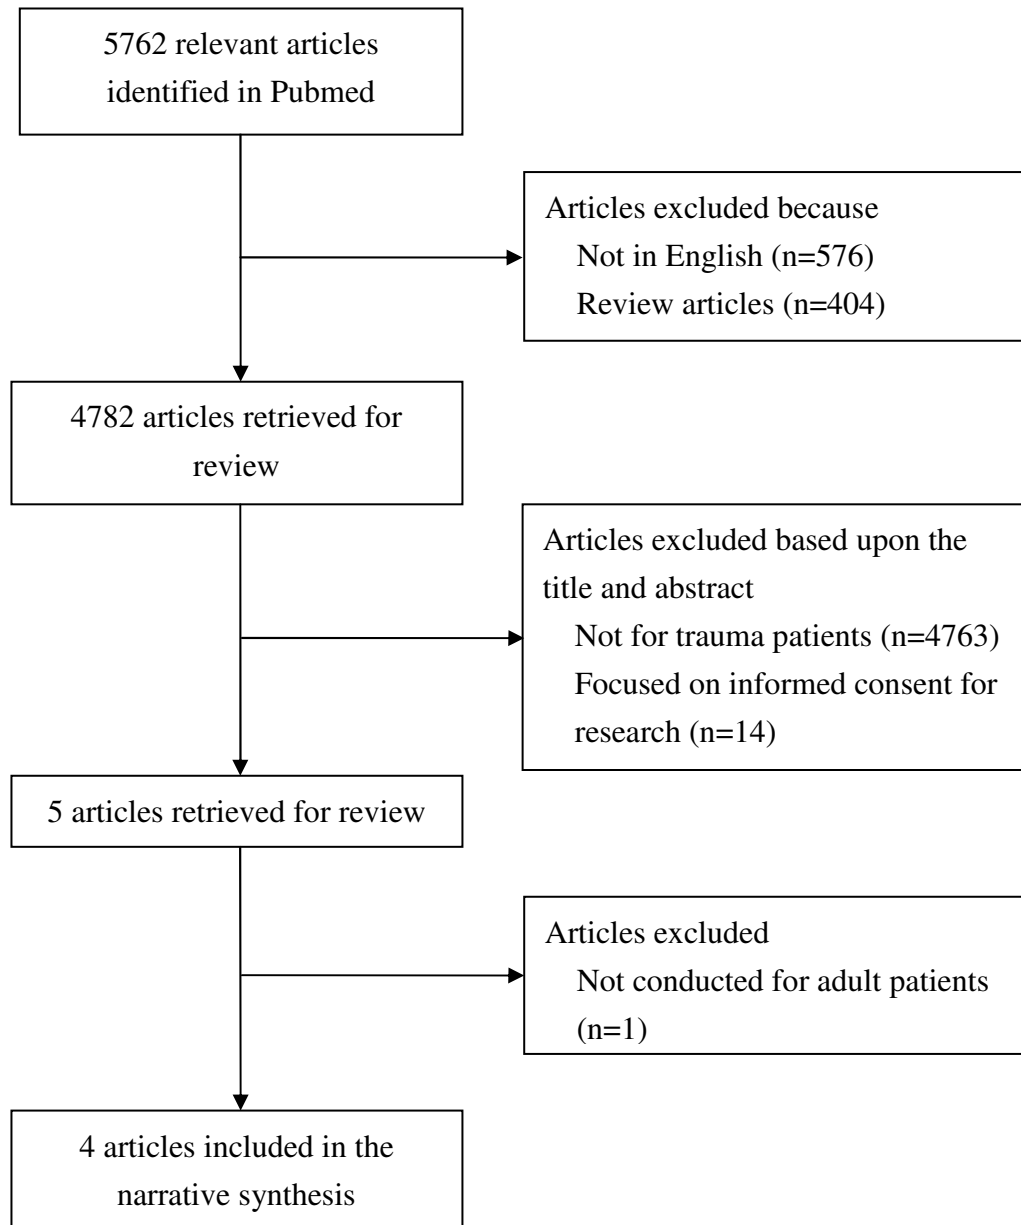 5762 relevant articles
identified in Pubmed
Articles excluded because
Not in English (n=576)
Review articles (n=404)
4782 articles retrieved for
review
Articles excluded based upon the
title and abstract
Not for trauma patients (n=4763)
Focused on informed consent for
research (n=14)
5 articles retrieved for review
Articles excluded
Not conducted for adult patients
(n=1)
4 articles included in the
narrative synthesis